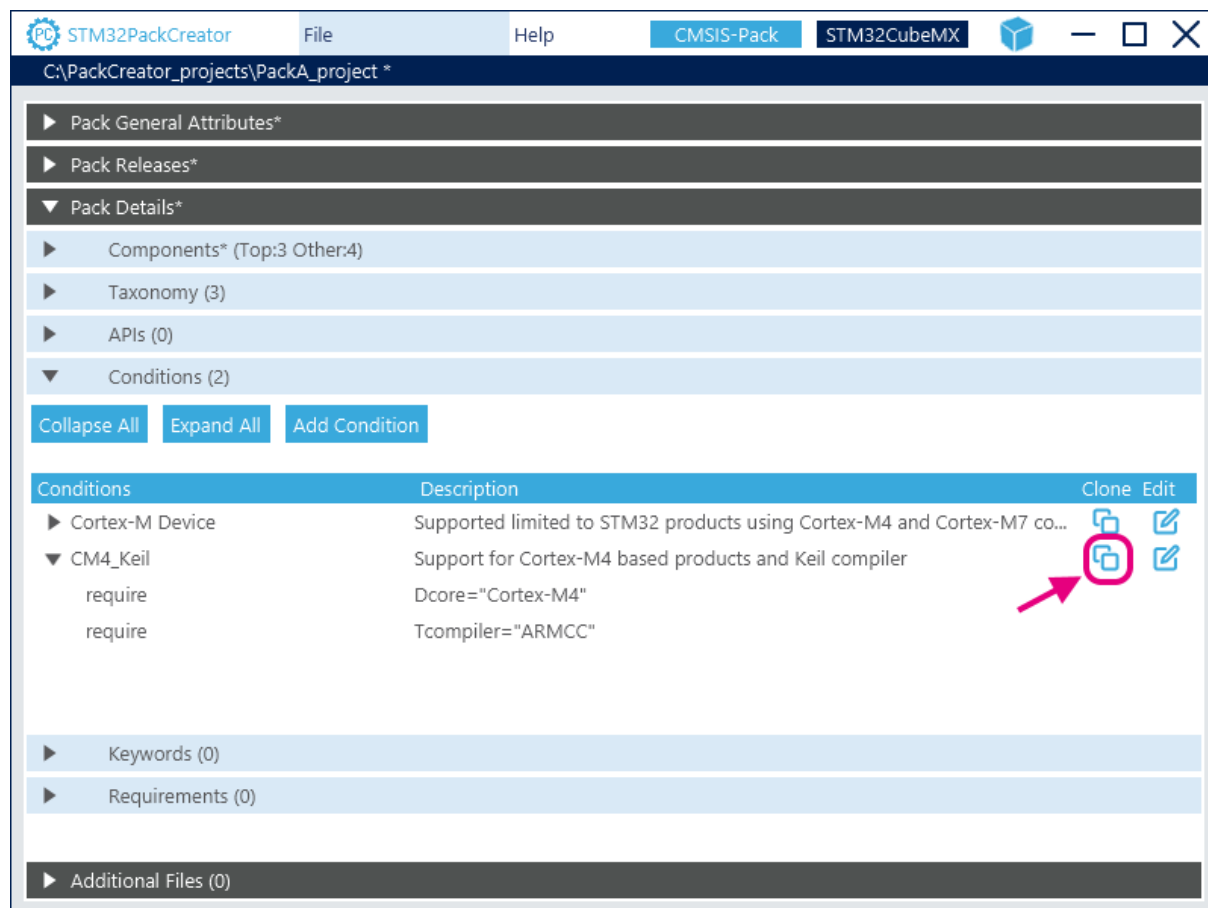 PC STM32PackCreator File Help CMSIS-Pack STM32CubeMX
C:\PackCreator_projects\PackA_project *
Pack General Attributes*
Pack Releases*
Pack Details*
Components* (Top:3 Other:4)
Taxonomy (3)
APIs (0)
Conditions (2)
Collapse All Expand All Add Condition
Conditions Description Clone Edit
Cortex-M Device Supported limited to STM32 products using Cortex-M4 and Cortex-M7 co...
CM4_Keil Support for Cortex-M4 based products and Keil compiler
require Dcore="Cortex-M4"
require Tcompiler="ARMCC"
Keywords (0)
Requirements (0)
Additional Files (0)